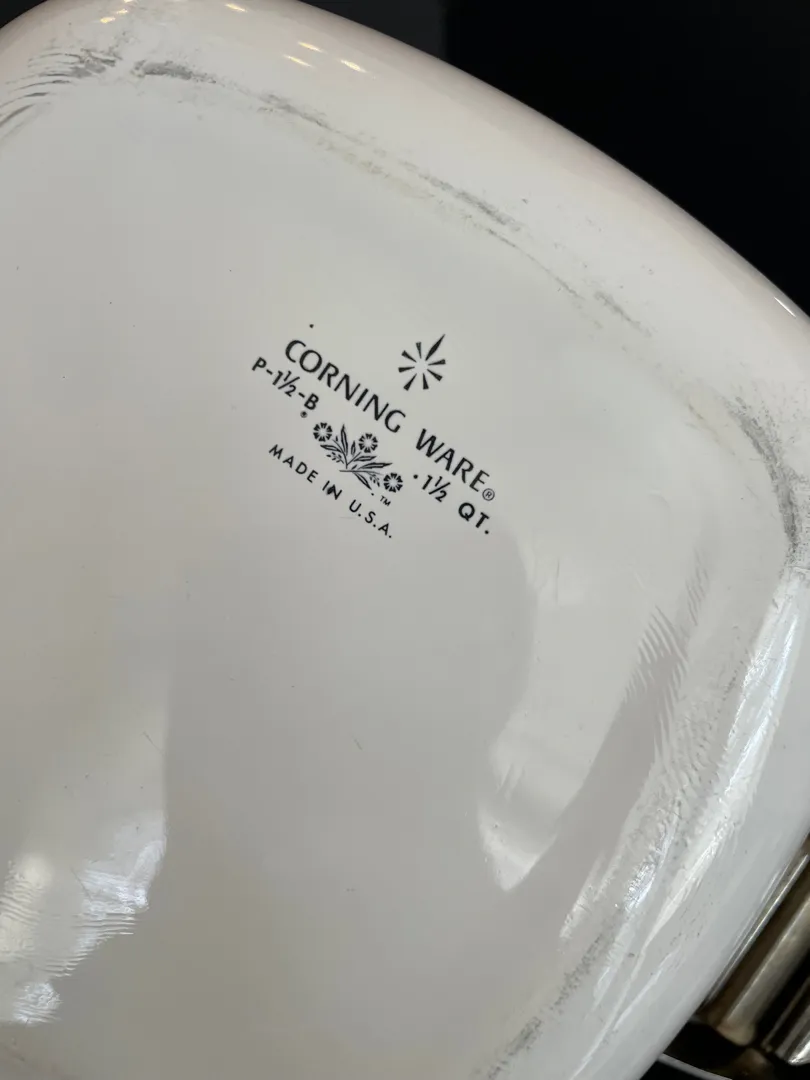 CORNING WARE®
P-1½-B • 1½ QT.
™
MADE IN U.S.A.